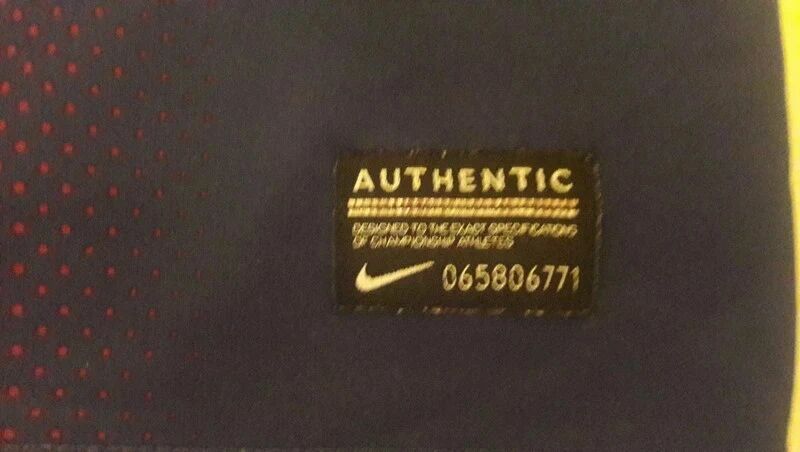 AUTHENTIC
DESIGNED TO THE EXACT SPECIFICATIONS
OF CHAMPIONSHIP ATHLETES
065806771